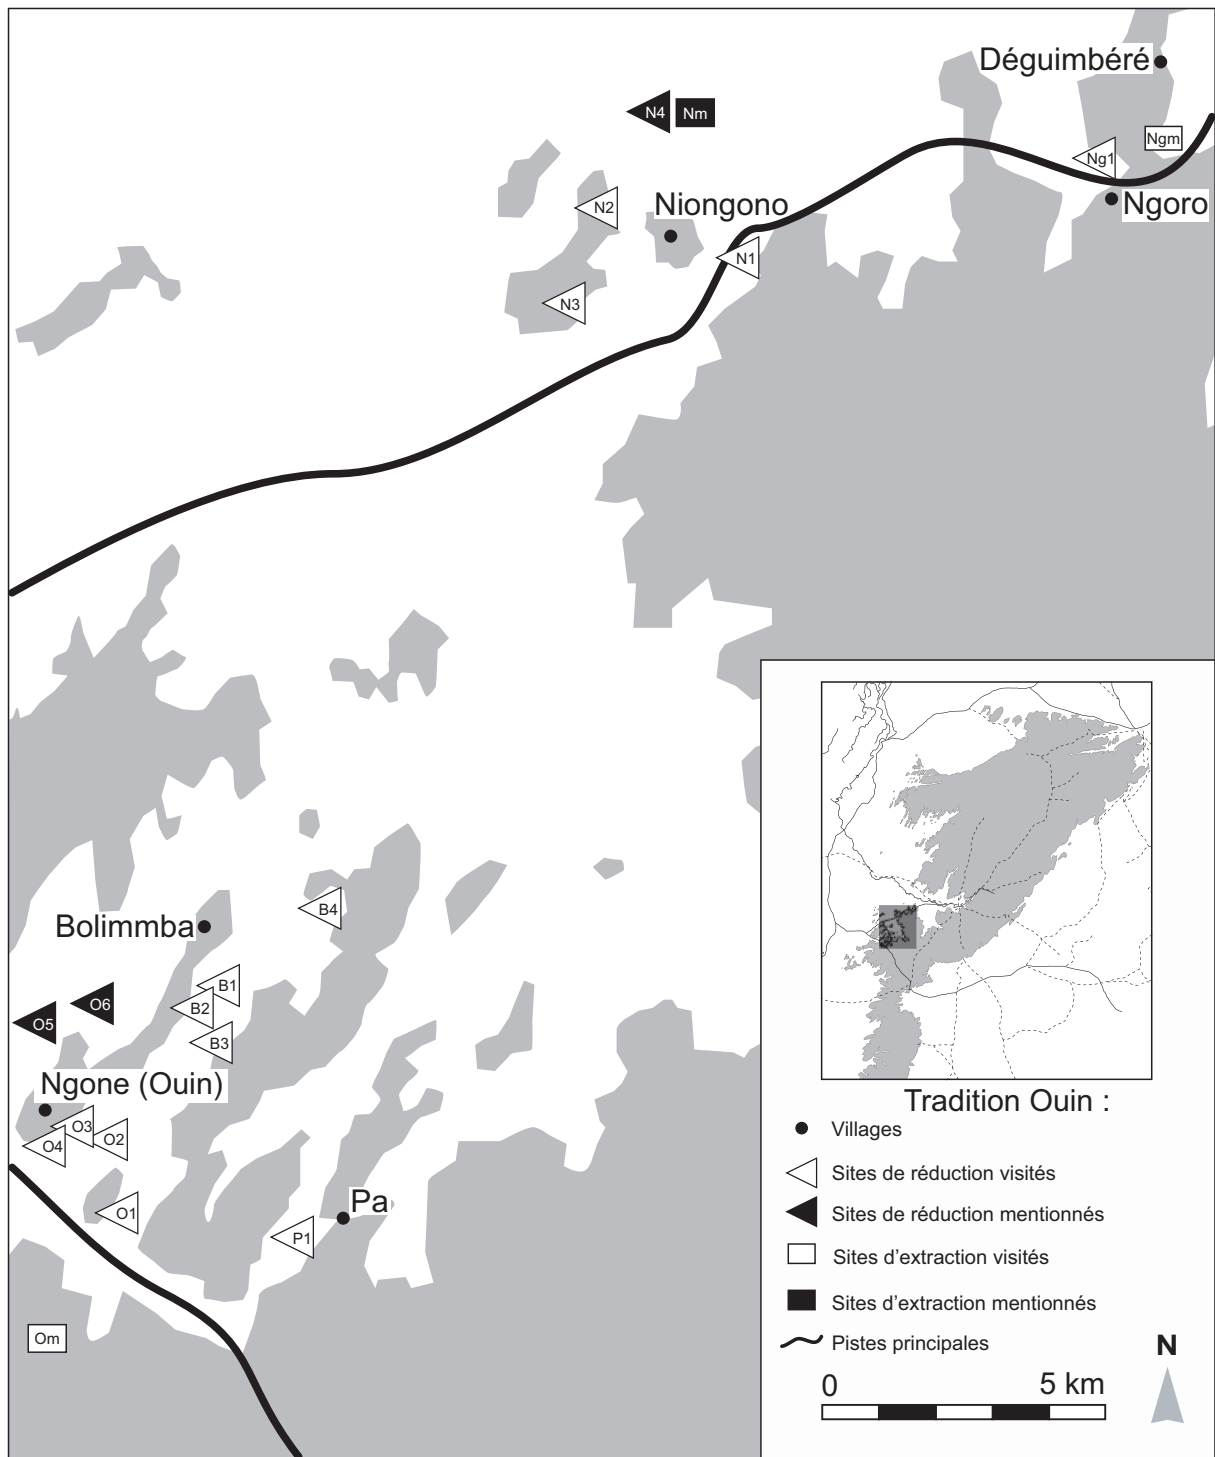 Déguimbéré
N4
Nm
Ngm
Ng1
Ngoro
N2
Niongono
N1
N3
B4
Bolimmba
B1
B2
O6
O5
B3
Ngone (Ouin)
O3
O2
O4
Pa
O1
P1
Om
Tradition Ouin :
Villages
Sites de réduction visités
Sites de réduction mentionnés
Sites d'extraction visités
Sites d'extraction mentionnés
Pistes principales
N
0 5 km